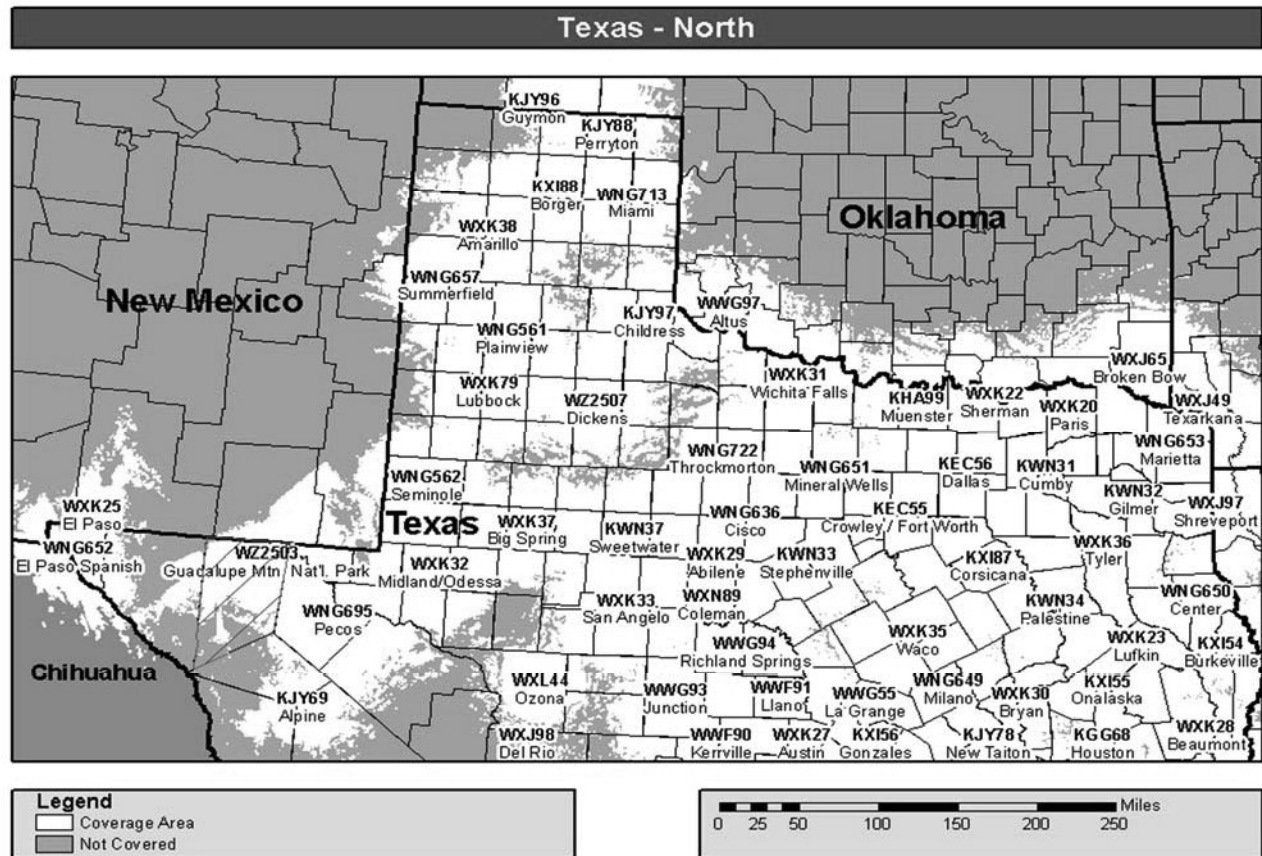 Texas - North
KJY96
Guymon
KJY88
Perryton
KXI88
Borger
WNG713
Miami
Oklahoma
WXK38
Amarillo
WNG657
Summerfield
New Mexico
WWG97
Altus
KJY97
Childress
WNG561
Plainview
WXJ65
Broken Bow
WXK31
Wichita Falls
WXK79
Lubbock
WZ2507
Dickens
KHA99
Muenster
WXK22
Sherman
WXK20
Paris
WXJ49
Texarkana
WNG722
Throckmorton
WNG653
Marietta
WNG651
Mineral Wells
KEC56
Dallas
KWN31
Cumby
WNG562
Seminole
KWN32
Gilmer
WXK25
El Paso
Texas
WXK37
Big Spring
KWN37
Sweetwater
WNG636
Cisco
KEC55
Crowley / Fort Worth
WXJ97
Shreveport
WNG652
El Paso Spanish
WZ2503
Guadalupe Mtn. Nat'l. Park
WXK32
Midland/Odessa
WXK29
Abilene
KWN33
Stephenville
KXI87
Corsicana
WXK36
Tyler
WNG695
Pecos
WXK33
San Angelo
WXN89
Coleman
KWN34
Palestine
WNG650
Center
WXK35
Waco
WWG94
Richland Springs
WXK23
Lufkin
KXI54
Burkeville
Chihuahua
KJY69
Alpine
WXL44
Ozona
WWG93
Junction
WWF91
Llano
WWG55
La Grange
WNG649
Milano
WXK30
Bryan
KXI55
Onalaska
WXJ98
Del Rio
WWF90
Kerrville
WXK27
Austin
KXI56
Gonzales
KJY78
New Taiton
KGG68
Houston
WXK28
Beaumont
Legend
Coverage Area
Not Covered
Miles
0 25 50 100 150 200 250